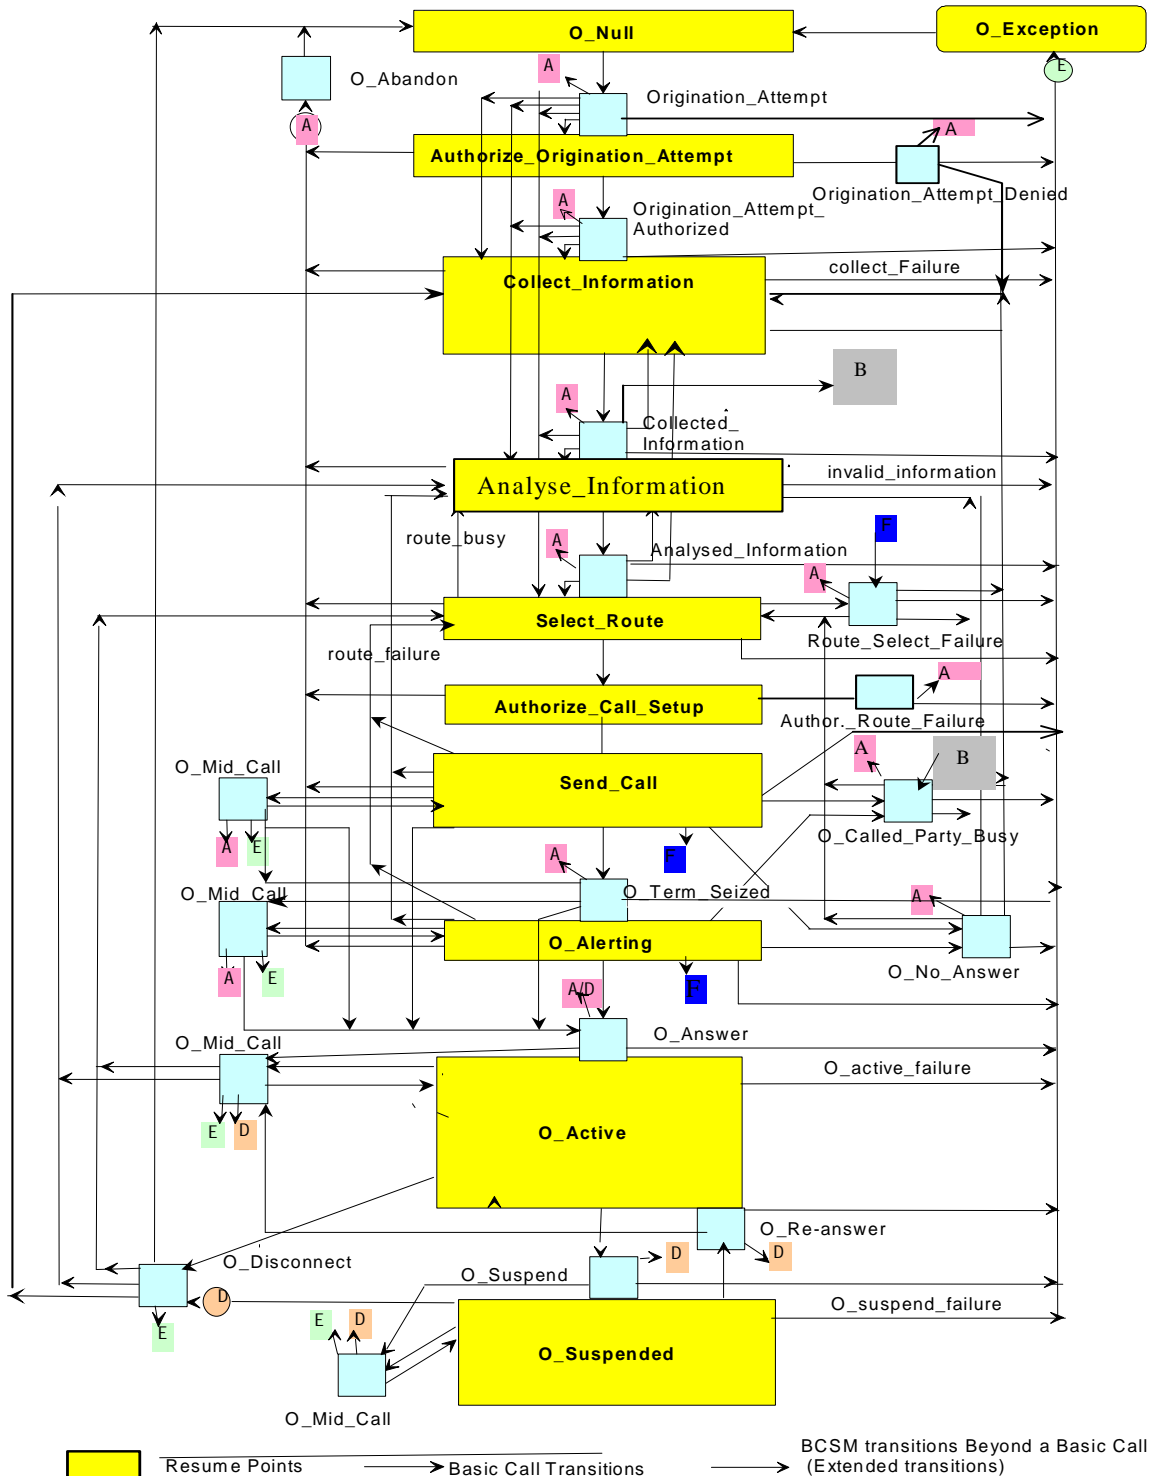 O_Null
O_Exception
A
E
O_Abandon
Origination_Attempt
A
A
Authorize_Origination_Attempt
Origination_Attempt_Denied
A
Origination_Attempt_
Authorized
collect_Failure
Collect_Information
B
A
Collected_
Information
invalid_information
Analyse_Information
F
route_busy
A
Analysed_Information
A
Select_Route
Route_Select_Failure
route_failure
A
Authorize_Call_Setup
Author._Route_Failure
A
B
O_Mid_Call
Send_Call
O_Called_Party_Busy
A
E
A
F
O_Mid_Call
O_Term_Seized
A
O_Alerting
O_No_Answer
A
E
A/D
F
O_Mid_Call
O_Answer
O_active_failure
E
D
O_Active
O_Re-answer
O_Disconnect
D
D
O_Suspend
D
O_suspend_failure
E
E
D
O_Suspended
O_Mid_Call
BCSM transitions Beyond a Basic Call
Resume Points
Basic Call Transitions
(Extended transitions)